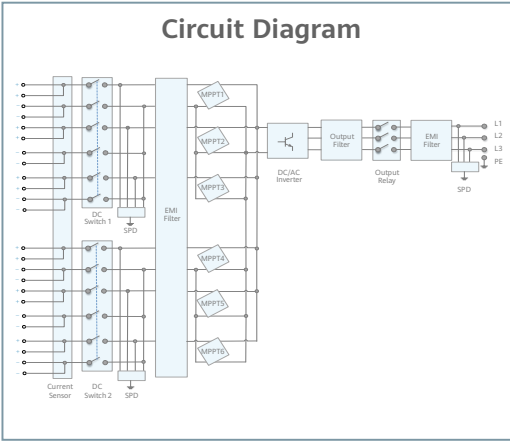 Circuit Diagram
MPPT1
MPPT2
MPPT3
MPPT4
MPPT5
MPPT6
DC
Switch 1
SPD
EMI
Filter
DC/AC
Inverter
Output
Filter
Output
Relay
EMI
Filter
L1
L2
L3
PE
SPD
Current
Sensor
DC
Switch 2
SPD